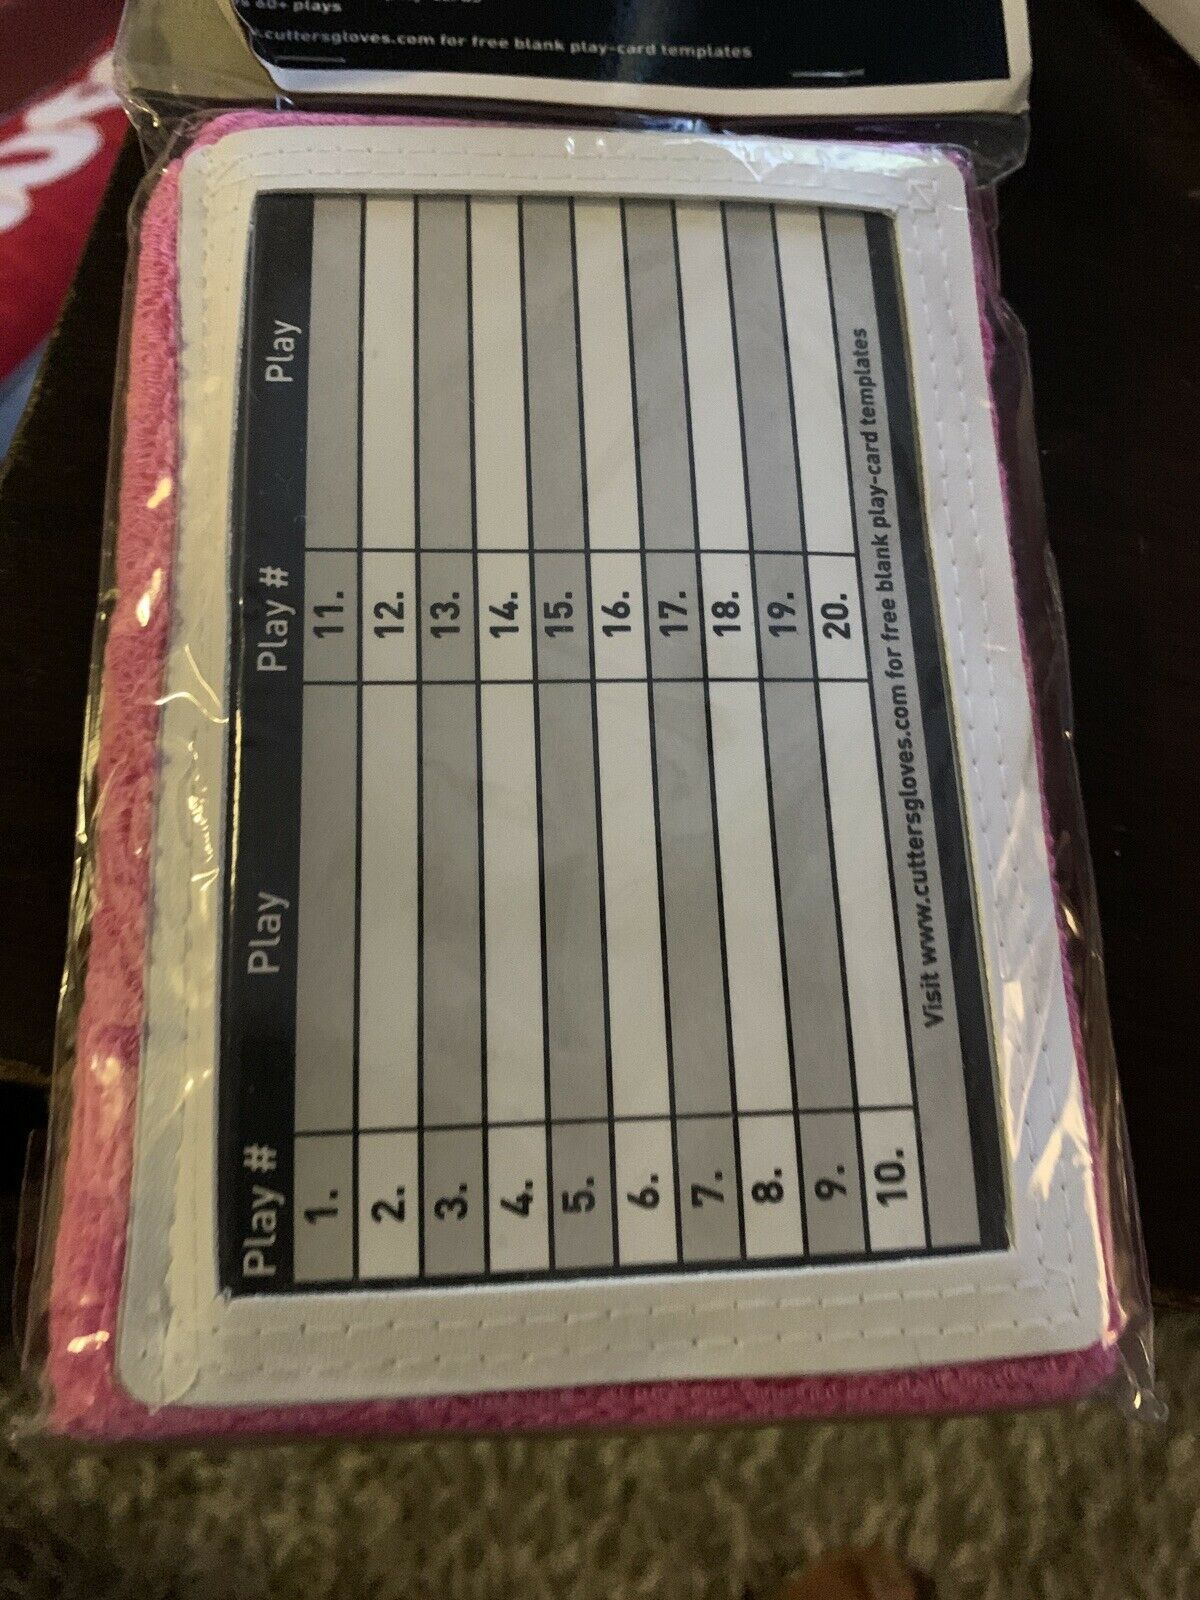 60+ plays
.cuttersgloves.com for free blank play-card templates
Play # Play Play # Play
1. 11.
2. 12.
3. 13.
4. 14.
5. 15.
6. 16.
7. 17.
8. 18.
9. 19.
10. 20.
Visit www.cuttersgloves.com for free blank play-card templates